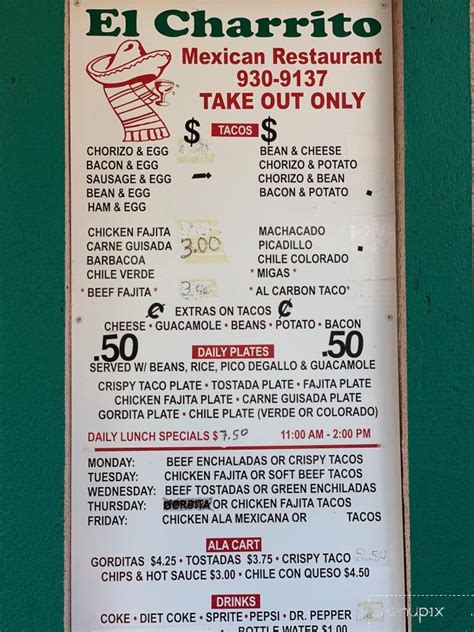 El Charrito
Mexican Restaurant
930-9137
TAKE OUT ONLY
$ TACOS $
CHORIZO & EGG
BACON & EGG
SAUSAGE & EGG
BEAN & EGG
HAM & EGG
BEAN & CHEESE
CHORIZO & POTATO
CHORIZO & BEAN
BACON & POTATO
CHICKEN FAJITA
CARNE GUISADA 3.00
BARBACOA
CHILE VERDE
* BEEF FAJITA *
MACHACADO
PICADILLO
CHILE COLORADO
* MIGAS *
* AL CARBON TACO *
¢ EXTRAS ON TACOS ¢
CHEESE • GUACAMOLE • BEANS • POTATO • BACON
.50 DAILY PLATES .50
SERVED W/ BEANS, RICE, PICO DEGALLO & GUACAMOLE
CRISPY TACO PLATE • TOSTADA PLATE • FAJITA PLATE
CHICKEN FAJITA PLATE • CARNE GUISADA PLATE
GORDITA PLATE • CHILE PLATE (VERDE OR COLORADO)
DAILY LUNCH SPECIALS $7.50 11:00 AM - 2:00 PM
MONDAY: BEEF ENCHALADAS OR CRISPY TACOS
TUESDAY: CHICKEN FAJITA OR SOFT BEEF TACOS
WEDNESDAY: BEEF TOSTADAS OR GREEN ENCHILADAS
THURSDAY: GORDITA OR CHICKEN FAJITA TACOS
FRIDAY: CHICKEN ALA MEXICANA OR TACOS
ALA CART
GORDITAS $4.25 • TOSTADAS $3.75 • CRISPY TACO
CHIPS & HOT SAUCE $3.00 • CHILE CON QUESO $4.50
DRINKS
COKE • DIET COKE • SPRITE • PEPSI • DR. PEPPER
BOTTLE WATER $1.00